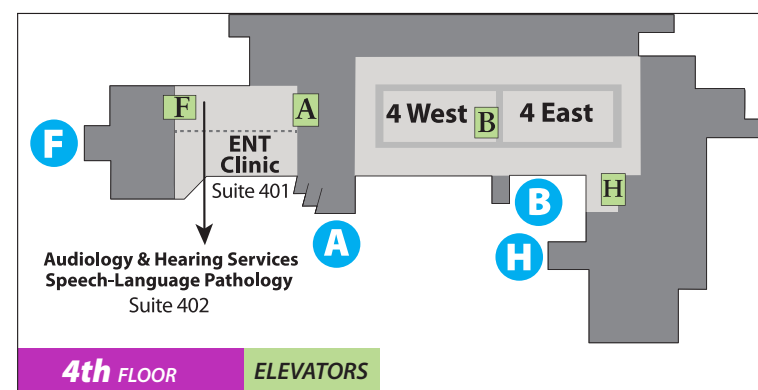 F
A
4 West
B
4 East
F
ENT
Clinic
Suite 401
H
B
A
H
Audiology & Hearing Services
Speech-Language Pathology
Suite 402
4th FLOOR
ELEVATORS